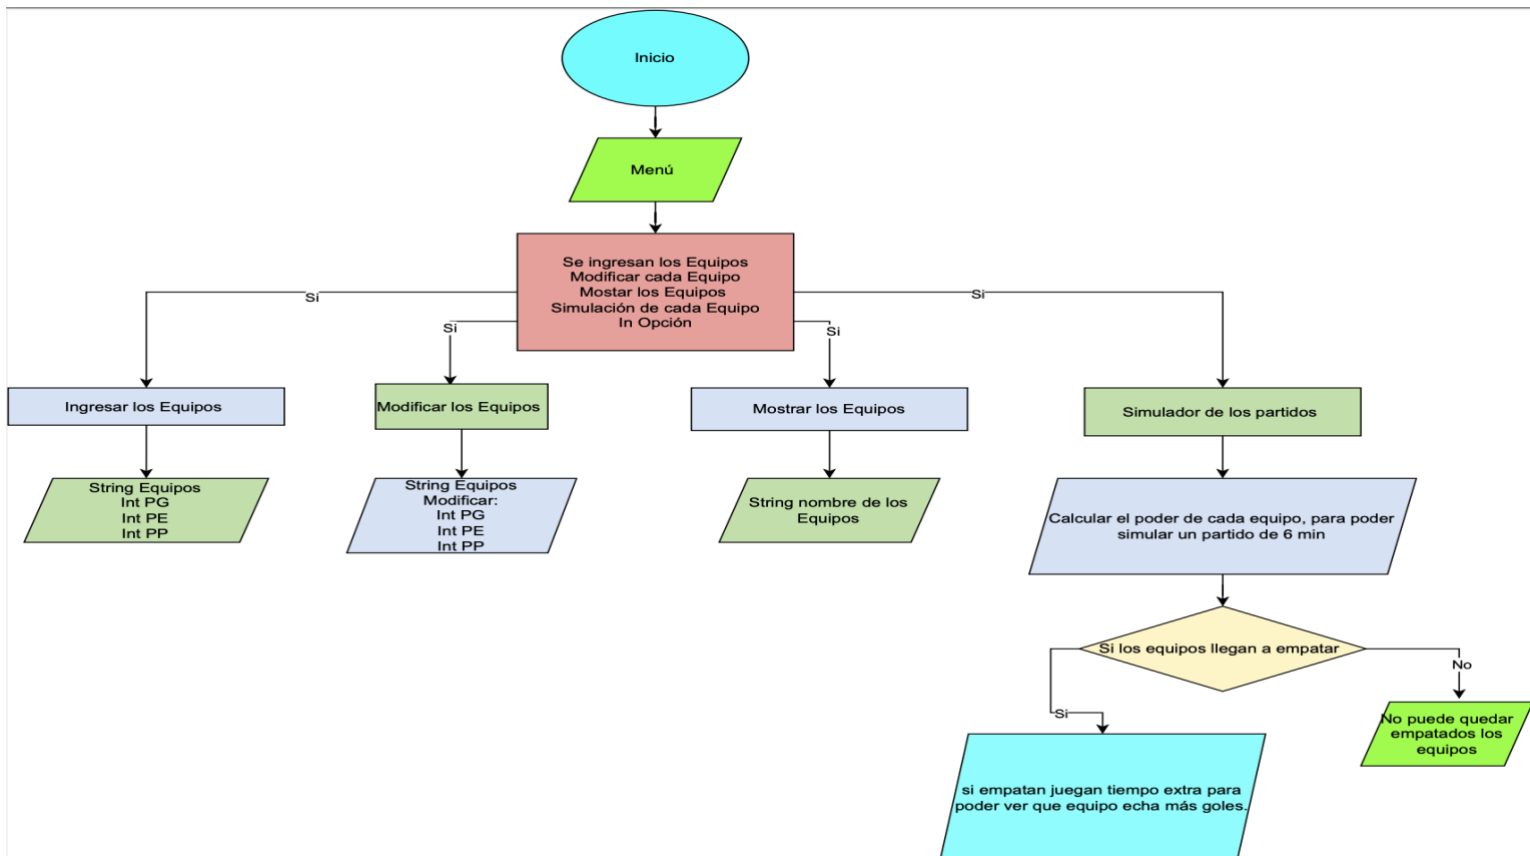 Inicio
Menú
Se ingresan los Equipos
Modificar cada Equipo
Mostar los Equipos
Simulación de cada Equipo
In Opción
Si
Si
Si
Si
Ingresar los Equipos
Modificar los Equipos
Mostrar los Equipos
Simulador de los partidos
String Equipos
Int PG
Int PE
Int PP
String Equipos
Modificar:
Int PG
Int PE
Int PP
String nombre de los
Equipos
Calcular el poder de cada equipo, para poder
simular un partido de 6 min
Si los equipos llegan a empatar
No
Si
No puede quedar
empatados los
equipos
si empatan juegan tiempo extra para
poder ver que equipo echa más goles.